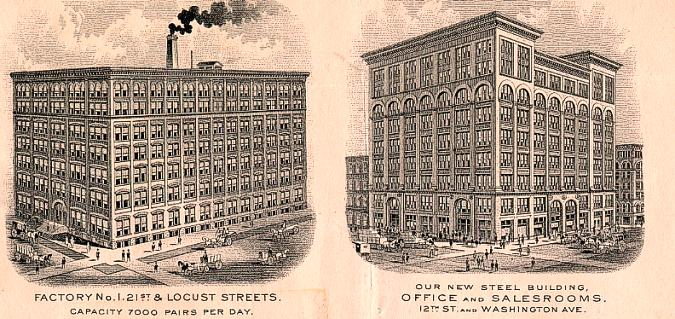 FACTORY No. 1. 21ST & LOCUST STREETS.
CAPACITY 7000 PAIRS PER DAY.
OUR NEW STEEL BUILDING,
OFFICE AND SALESROOMS.
12TH ST. AND WASHINGTON AVE.